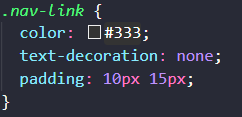 .nav-link {
color: #333;
text-decoration: none;
padding: 10px 15px;
}